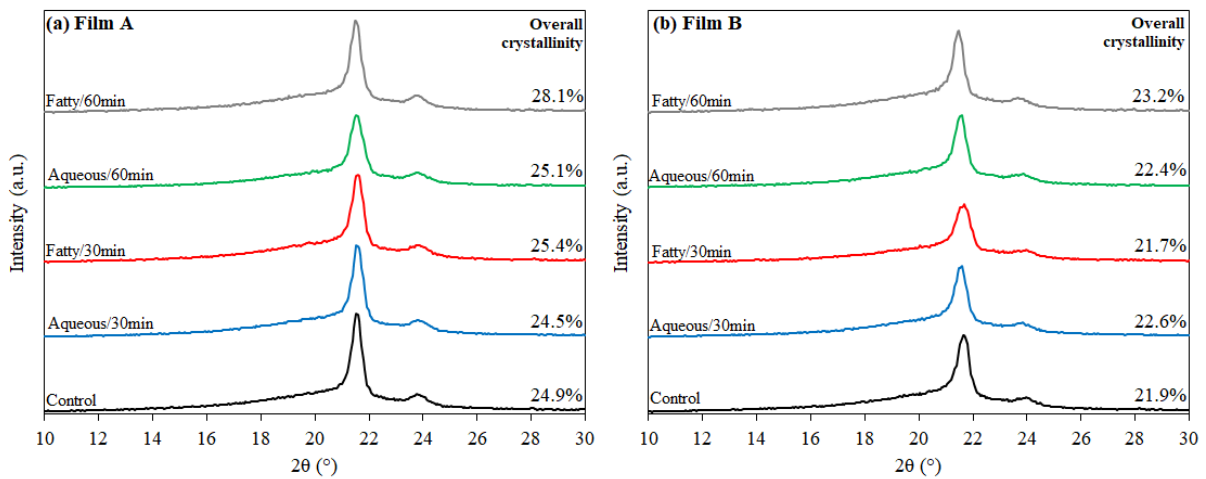 (a) Film A
Overall
crystallinity
Fatty/60min
28.1%
Aqueous/60min
25.1%
Fatty/30min
25.4%
Aqueous/30min
24.5%
Control
24.9%
Intensity (a.u.)
10 12 14 16 18 20 22 24 26 28 30
2θ (°)
(b) Film B
Overall
crystallinity
Fatty/60min
23.2%
Aqueous/60min
22.4%
Fatty/30min
21.7%
Aqueous/30min
22.6%
Control
21.9%
Intensity (a.u.)
10 12 14 16 18 20 22 24 26 28 30
2θ (°)